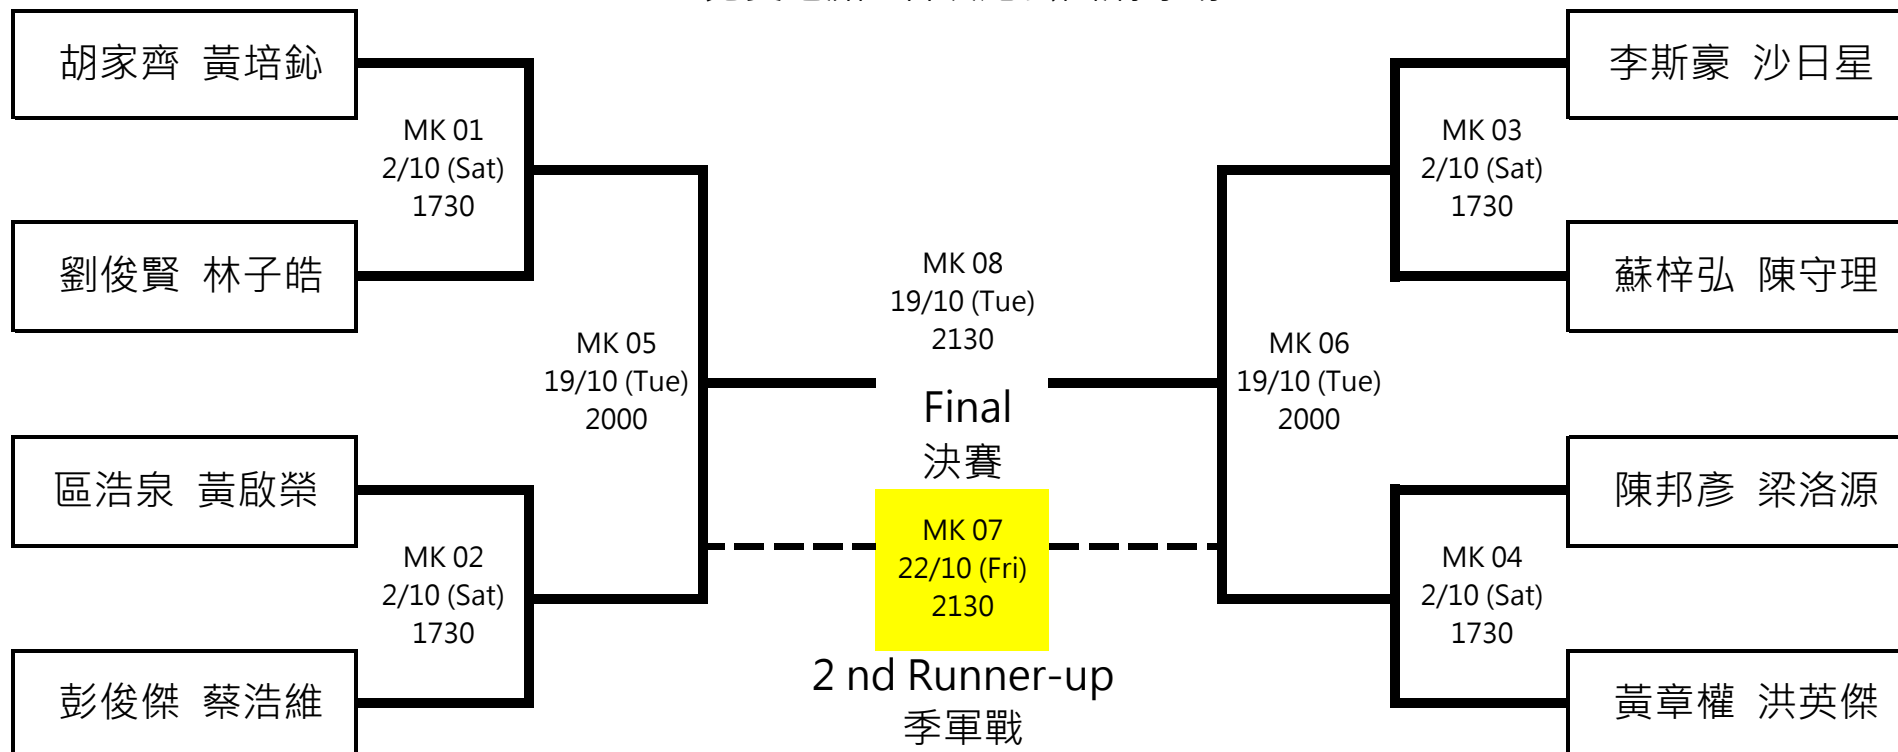 胡家齊 黃培鈊
MK 01
2/10 (Sat)
1730
劉俊賢 林子皓
MK 05
19/10 (Tue)
2000
區浩泉 黃啟榮
MK 02
2/10 (Sat)
1730
彭俊傑 蔡浩維
MK 08
19/10 (Tue)
2130
Final
決賽
MK 07
22/10 (Fri)
2130
2 nd Runner-up
季軍戰
李斯豪 沙日星
MK 03
2/10 (Sat)
1730
蘇梓弘 陳守理
MK 06
19/10 (Tue)
2000
陳邦彥 梁洛源
MK 04
2/10 (Sat)
1730
黃章權 洪英傑